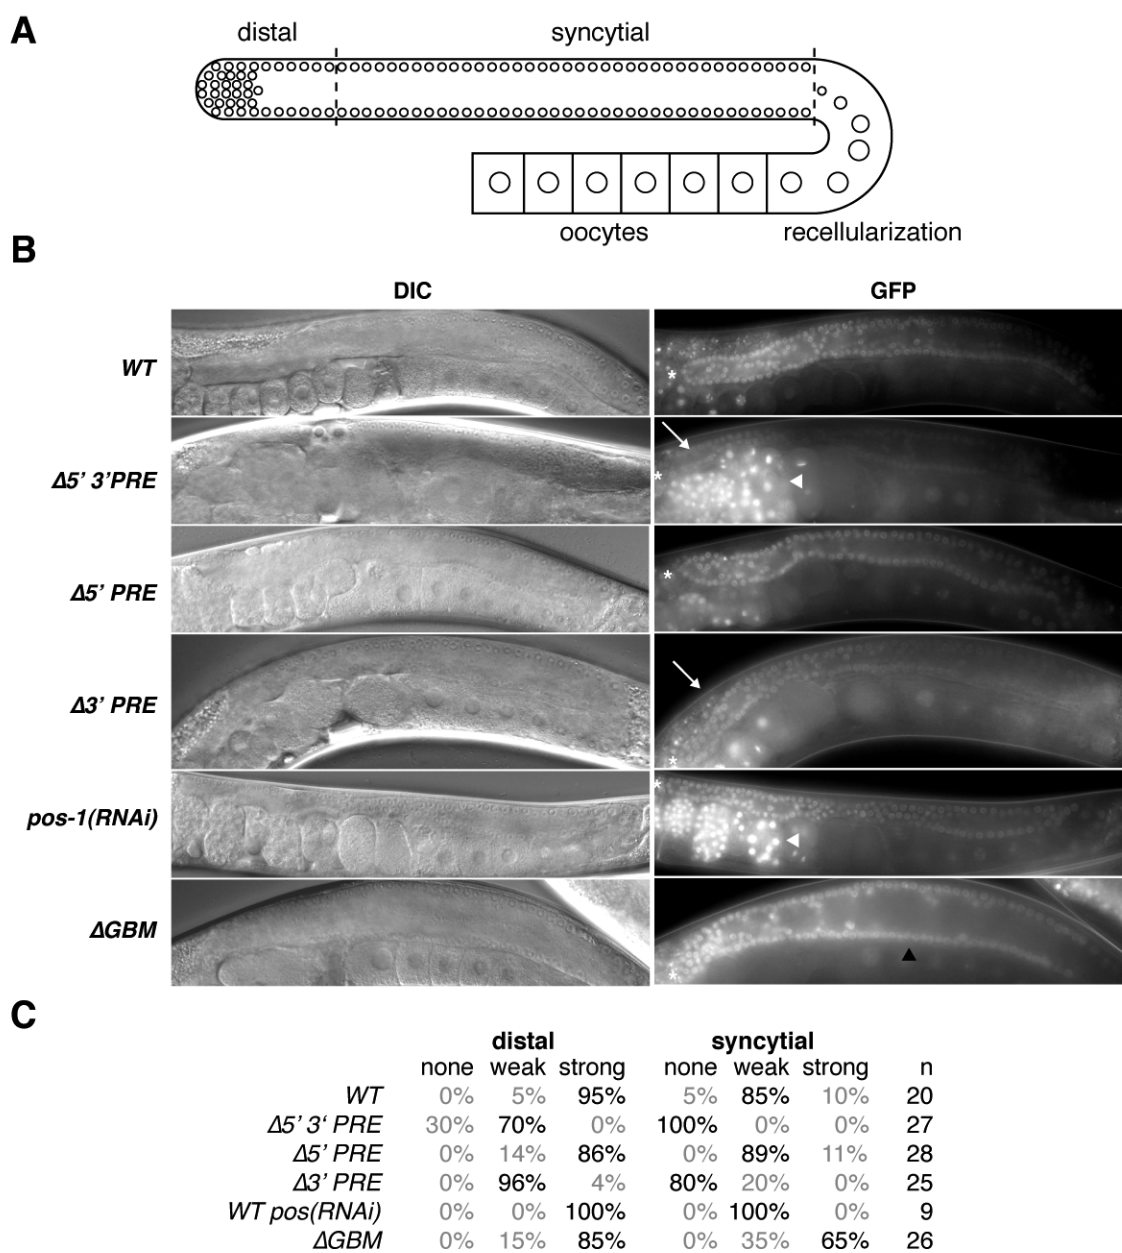 A
distal syncytial
oocytes recellularization
B
DIC GFP
WT
*
Δ5’ 3’PRE
*
Δ5’ PRE
*
Δ3’ PRE
*
pos-1(RNAi)
*
ΔGBM
*
C
distal syncytial
none weak strong none weak strong n
WT 0% 5% 95% 5% 85% 10% 20
Δ5’ 3‘ PRE 30% 70% 0% 100% 0% 0% 27
Δ5’ PRE 0% 14% 86% 0% 89% 11% 28
Δ3’ PRE 0% 96% 4% 80% 20% 0% 25
WT pos(RNAi) 0% 0% 100% 0% 100% 0% 9
ΔGBM 0% 15% 85% 0% 35% 65% 26